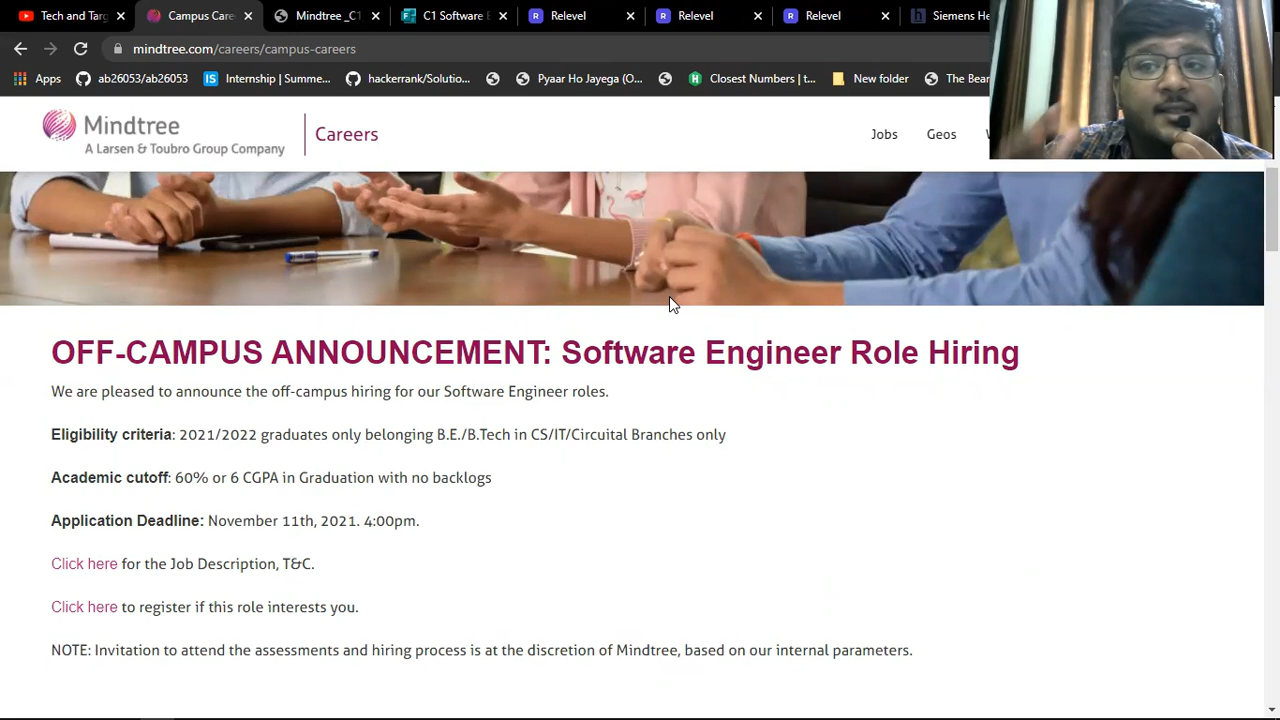 Tech and Targ
Campus Care
Mindtree _C1
C1 Software E
Relevel
Relevel
Relevel
Siemens He
mindtree.com/careers/campus-careers
Apps
ab26053/ab26053
Internship | Summe...
hackerrank/Solutio...
Pyaar Ho Jayega (O...
Closest Numbers | t...
New folder
The Bear
Mindtree
A Larsen & Toubro Group Company
Careers
Jobs
Geos
OFF-CAMPUS ANNOUNCEMENT: Software Engineer Role Hiring
We are pleased to announce the off-campus hiring for our Software Engineer roles.
Eligibility criteria: 2021/2022 graduates only belonging B.E./B.Tech in CS/IT/Circuital Branches only
Academic cutoff: 60% or 6 CGPA in Graduation with no backlogs
Application Deadline: November 11th, 2021. 4:00pm.
Click here for the Job Description, T&C.
Click here to register if this role interests you.
NOTE: Invitation to attend the assessments and hiring process is at the discretion of Mindtree, based on our internal parameters.